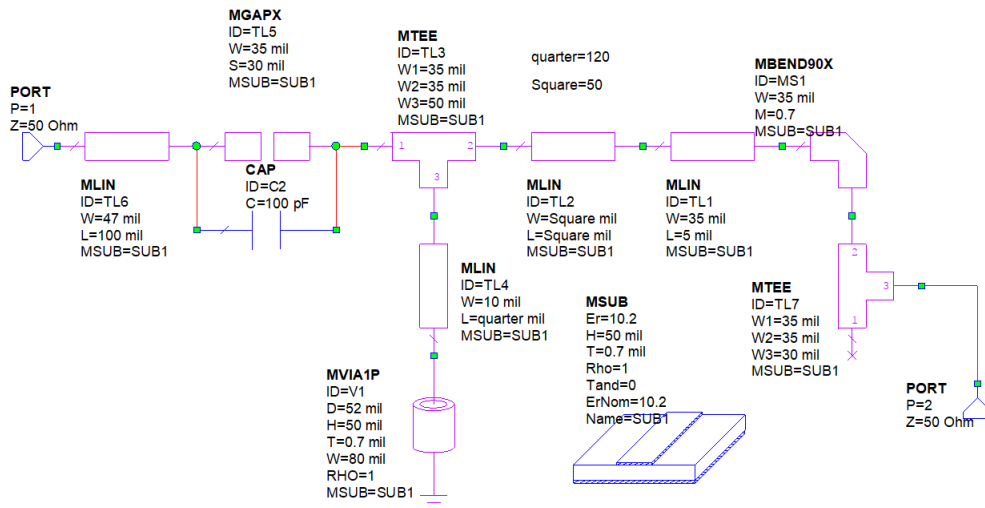 MGAPX
ID=TL5
W=35 mil
S=30 mil
MSUB=SUB1
MTEE
ID=TL3
W1=35 mil
W2=35 mil
W3=50 mil
MSUB=SUB1
quarter=120
Square=50
MBEND90X
ID=MS1
W=35 mil
M=0.7
MSUB=SUB1
PORT
P=1
Z=50 Ohm
1
2
3
CAP
ID=C2
C=100 pF
MLIN
ID=TL6
W=47 mil
L=100 mil
MSUB=SUB1
MLIN
ID=TL2
W=Square mil
L=Square mil
MSUB=SUB1
MLIN
ID=TL1
W=35 mil
L=5 mil
MSUB=SUB1
MLIN
ID=TL4
W=10 mil
L=quarter mil
MSUB=SUB1
MSUB
Er=10.2
H=50 mil
T=0.7 mil
Rho=1
Tand=0
ErNom=10.2
Name=SUB1
MTEE
ID=TL7
W1=35 mil
W2=35 mil
W3=30 mil
MSUB=SUB1
2
3
1
MVIA1P
ID=V1
D=52 mil
H=50 mil
T=0.7 mil
W=80 mil
RHO=1
MSUB=SUB1
PORT
P=2
Z=50 Ohm